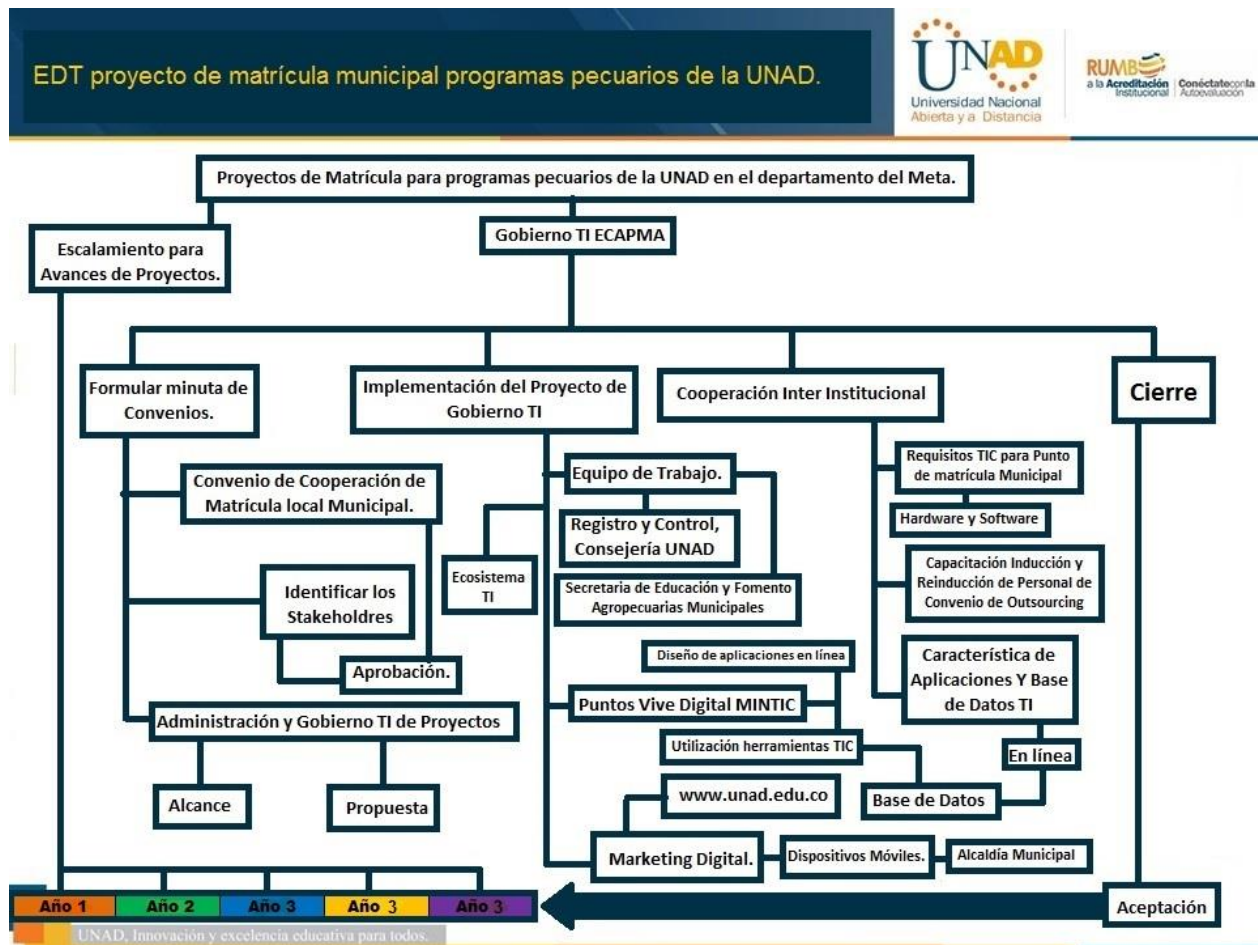 EDT proyecto de matrícula municipal programas pecuarios de la UNAD.
UNAD
Universidad Nacional
Abierta y a Distancia
RUMBO
a la Acreditación
Institucional
Conéctateconla
Autoevaluación
Proyectos de Matrícula para programas pecuarios de la UNAD en el departamento del Meta.
Escalamiento para
Avances de Proyectos.
Gobierno TI ECAPMA
Formular minuta de
Convenios.
Implementación del Proyecto de
Gobierno TI
Cooperación Inter Institucional
Cierre
Convenio de Cooperación de
Matrícula local Municipal.
Identificar los
Stakeholdres
Aprobación.
Administración y Gobierno TI de Proyectos
Alcance
Propuesta
Equipo de Trabajo.
Registro y Control,
Consejería UNAD
Ecosistema
TI
Secretaria de Educación y Fomento
Agropecuarias Municipales
Diseño de aplicaciones en línea
Puntos Vive Digital MINTIC
Utilización herramientas TIC
www.unad.edu.co
Base de Datos
Marketing Digital.
Dispositivos Móviles.
Alcaldía Municipal
Requisitos TIC para Punto
de matrícula Municipal
Hardware y Software
Capacitación Inducción y
Reinducción de Personal de
Convenio de Outsourcing
Característica de
Aplicaciones Y Base
de Datos TI
En línea
Aceptación
Año 1
Año 2
Año 3
Año 3
Año 3
UNAD, Innovación y excelencia educativa para todos.